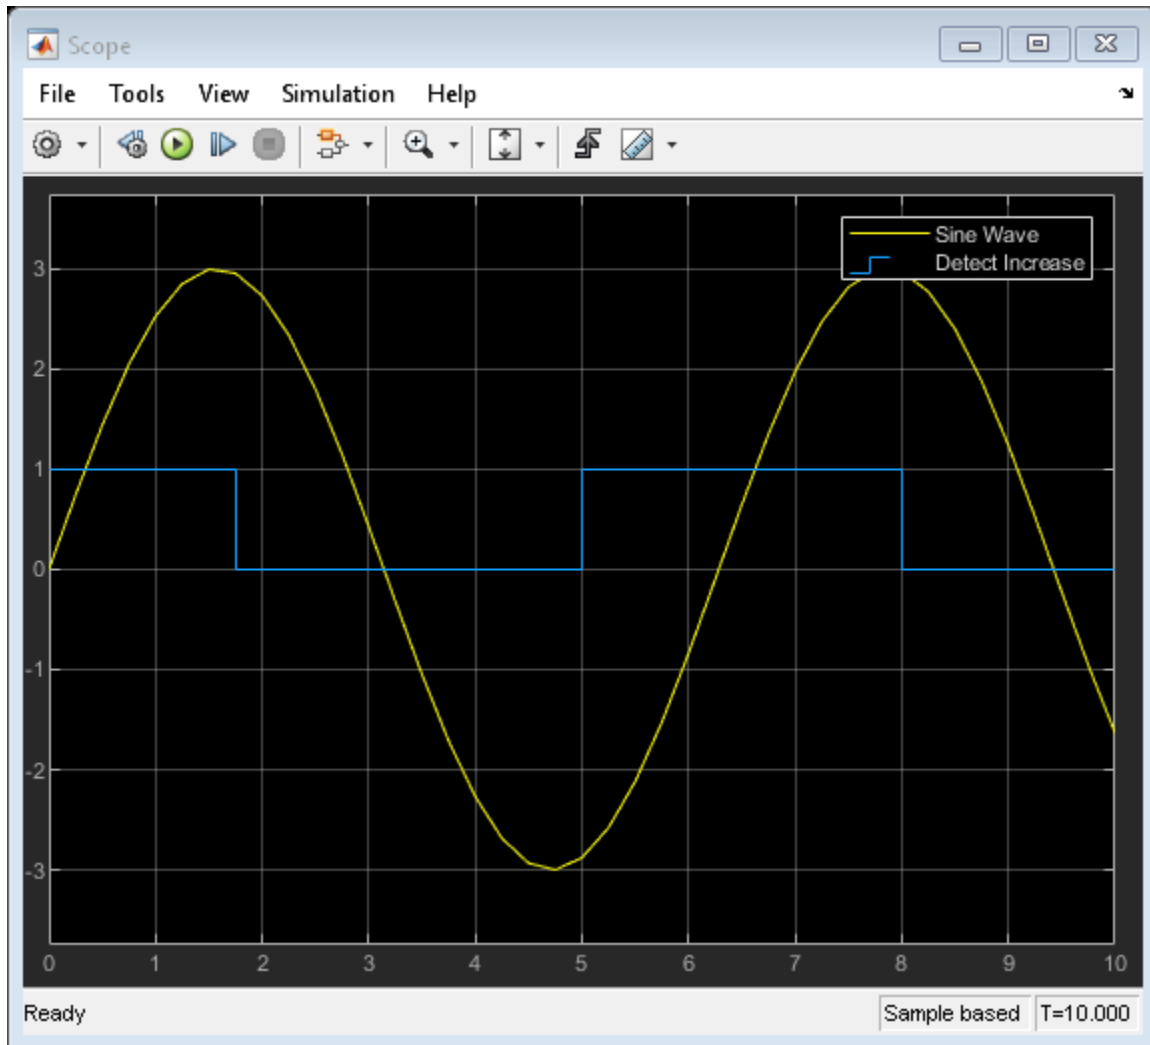 Scope
File Tools View Simulation Help
Sine Wave
Detect Increase
3
2
1
0
-1
-2
-3
0 1 2 3 4 5 6 7 8 9 10
Ready Sample based T=10.000